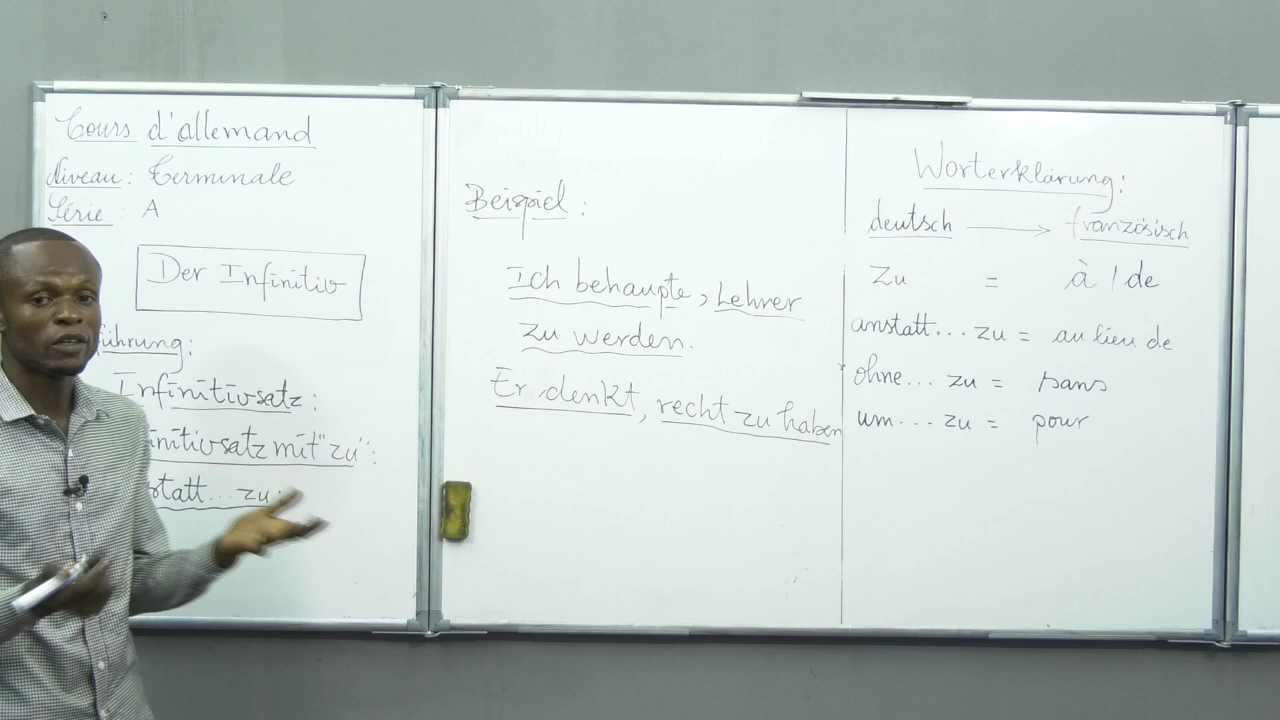 Cours d'allemand
Niveau : Terminale
Série : A
Der Infinitiv
führung :
Infinitivsatz :
initivsatz mit "zu" :
statt... zu :
Beispiel :
Ich behaupte, Lehrer
zu werden.
Er denkt, recht zu haben
Worterklärung :
deutsch → französisch
Zu = à / de
anstatt... zu = au lieu de
ohne... zu = sans
um... zu = pour